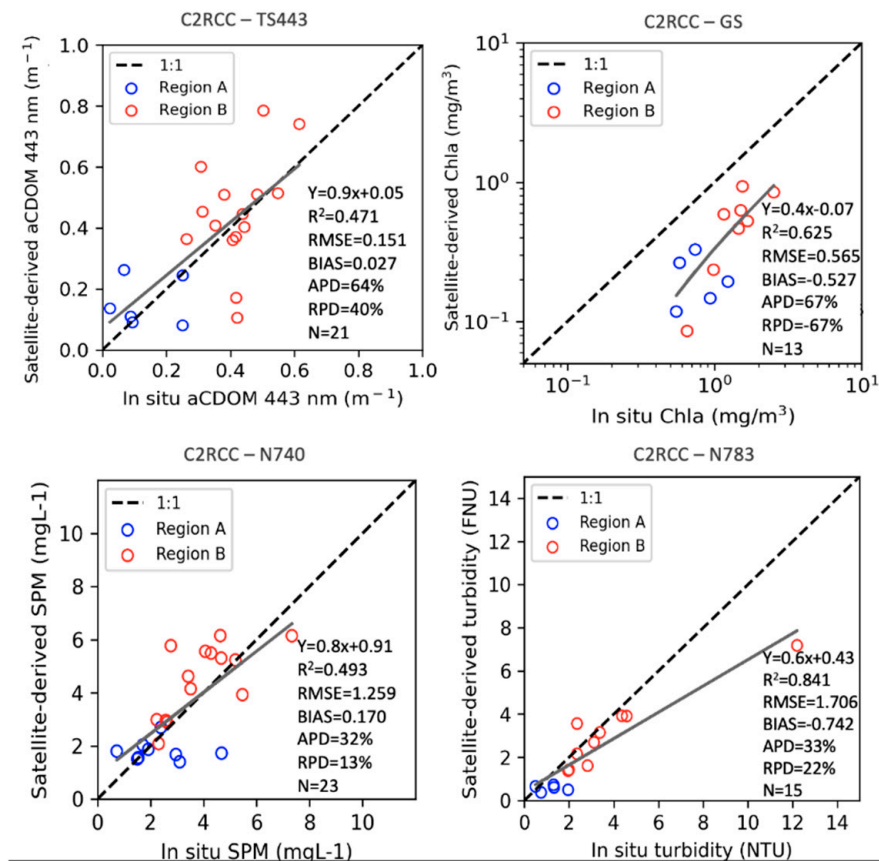 C2RCC – TS443
Satellite-derived aCDOM 443 nm (m⁻¹)
1.0
0.8
0.6
0.4
0.2
0.0
1:1
Region A
Region B
Y=0.9x+0.05
R²=0.471
RMSE=0.151
BIAS=0.027
APD=64%
RPD=40%
N=21
0.0 0.2 0.4 0.6 0.8 1.0
In situ aCDOM 443 nm (m⁻¹)
C2RCC – GS
Satellite-derived Chla (mg/m³)
10¹
10⁰
10⁻¹
1:1
Region A
Region B
Y=0.4x-0.07
R²=0.625
RMSE=0.565
BIAS=-0.527
APD=67%
RPD=-67%
N=13
10⁻¹ 10⁰ 10¹
In situ Chla (mg/m³)
C2RCC – N740
Satellite-derived SPM (mgL-1)
10
8
6
4
2
0
1:1
Region A
Region B
Y=0.8x+0.91
R²=0.493
RMSE=1.259
BIAS=0.170
APD=32%
RPD=13%
N=23
0 2 4 6 8 10
In situ SPM (mgL-1)
C2RCC – N783
Satellite-derived turbidity (FNU)
14
12
10
8
6
4
2
0
1:1
Region A
Region B
Y=0.6x+0.43
R²=0.841
RMSE=1.706
BIAS=-0.742
APD=33%
RPD=22%
N=15
0 2 4 6 8 10 12 14
In situ turbidity (NTU)